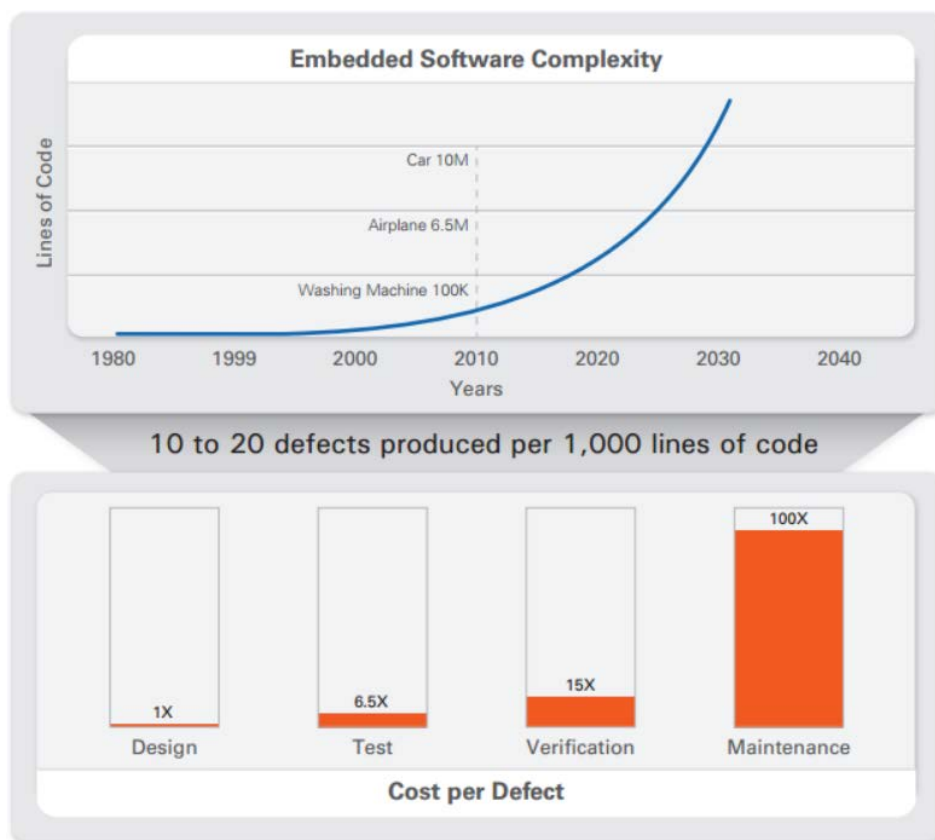 Embedded Software Complexity
Lines of Code
Car 10M
Airplane 6.5M
Washing Machine 100K
1980 1999 2000 2010 2020 2030 2040
Years
10 to 20 defects produced per 1,000 lines of code
1X 6.5X 15X 100X
Design Test Verification Maintenance
Cost per Defect